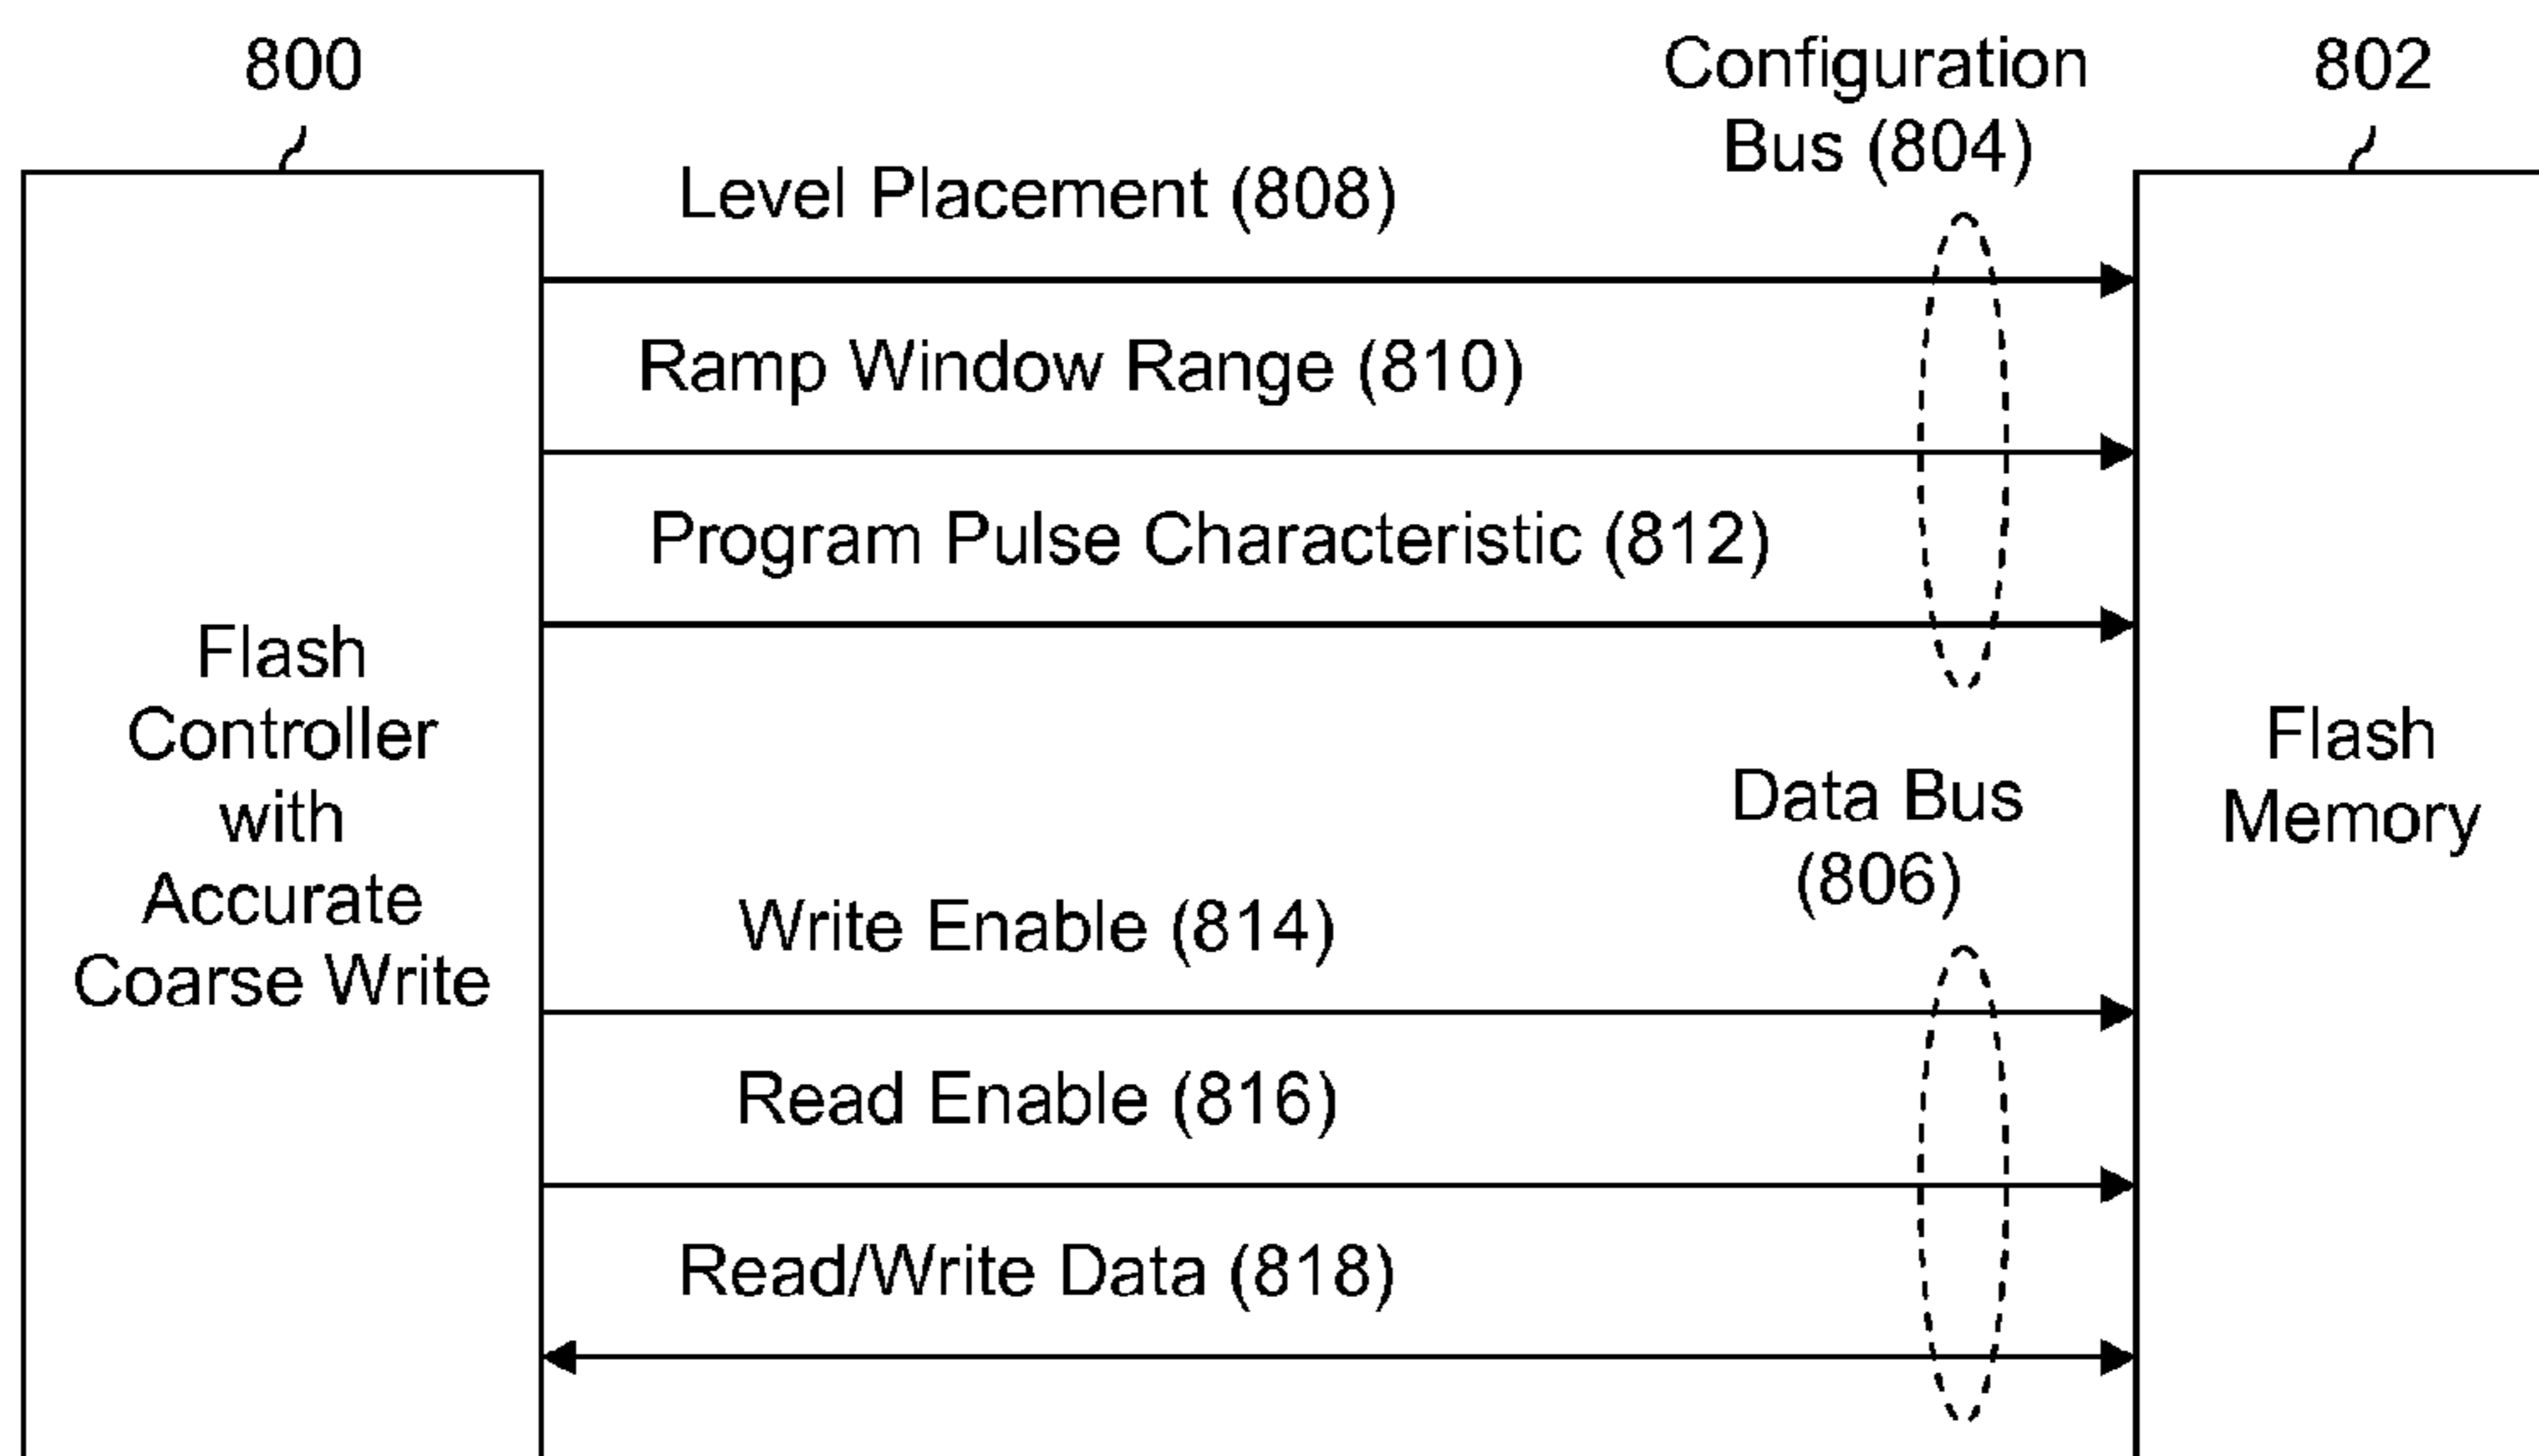 800
Configuration
Bus (804)
802
Level Placement (808)
Ramp Window Range (810)
Program Pulse Characteristic (812)
Flash
Controller
with
Accurate
Coarse Write
Flash
Memory
Data Bus
(806)
Write Enable (814)
Read Enable (816)
Read/Write Data (818)